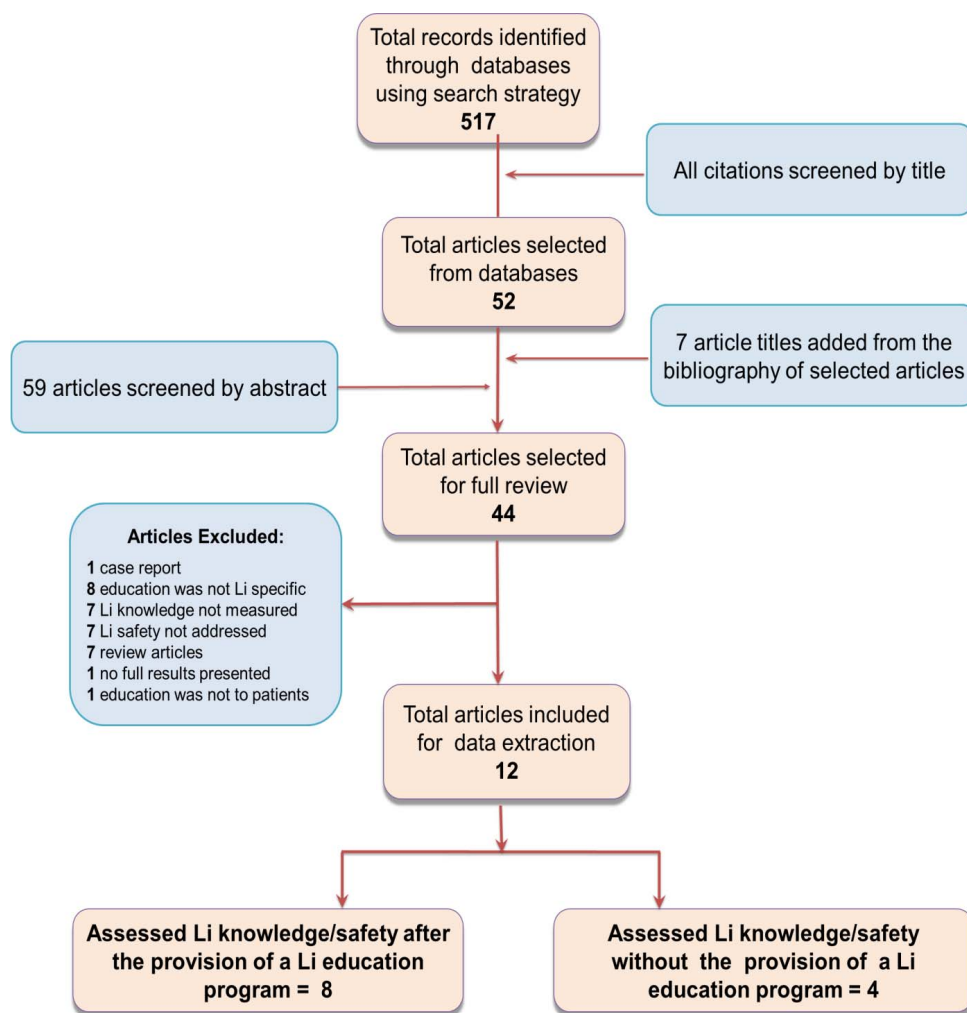 Total records identified
through databases
using search strategy
517
All citations screened by title
Total articles selected
from databases
52
7 article titles added from the
bibliography of selected articles
59 articles screened by abstract
Total articles selected
for full review
44
Articles Excluded:
1 case report
8 education was not Li specific
7 Li knowledge not measured
7 Li safety not addressed
7 review articles
1 no full results presented
1 education was not to patients
Total articles included
for data extraction
12
Assessed Li knowledge/safety after
the provision of a Li education
program = 8
Assessed Li knowledge/safety
without the provision of a Li
education program = 4